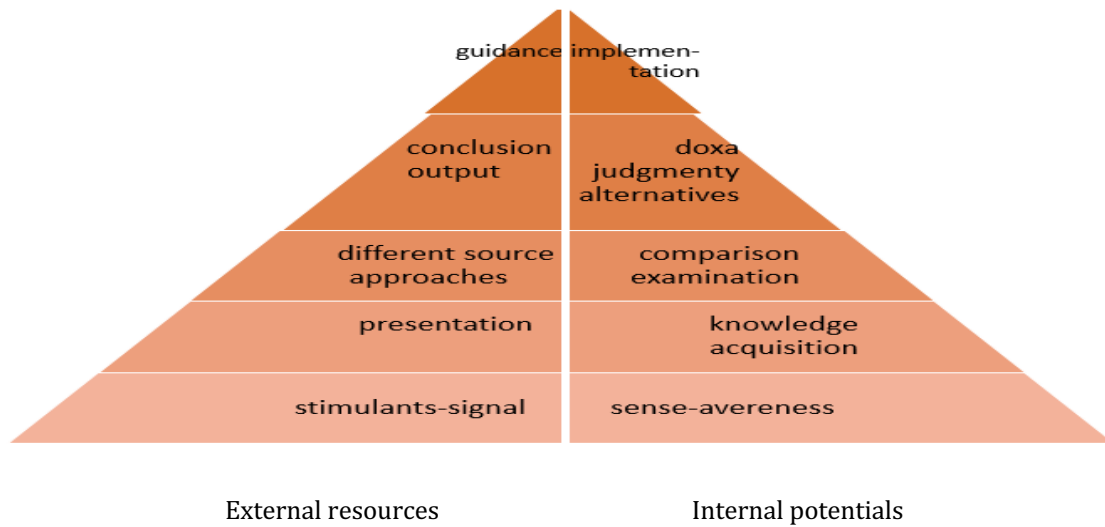 guidance implemen-
tation
conclusion
output
doxa
judgmenty
alternatives
different source
approaches
comparison
examination
presentation
knowledge
acquisition
stimulants-signal
sense-avereness
External resources
Internal potentials